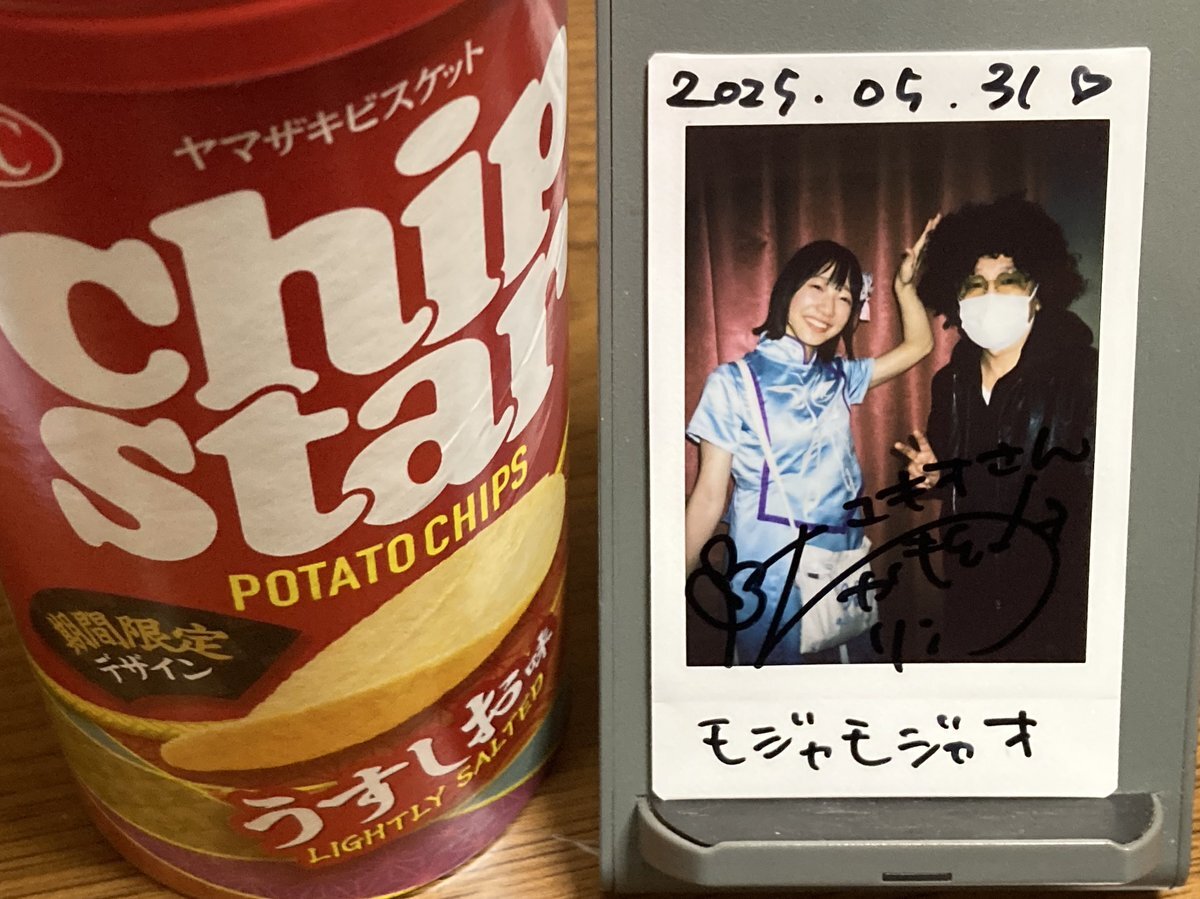 C
ヤマザキビスケット
chip
star
POTATO CHIPS
期間限定
デザイン
うすしお味
LIGHTLY SALTED
2025.05.31♡
ユキオさん
モジャモジャオ